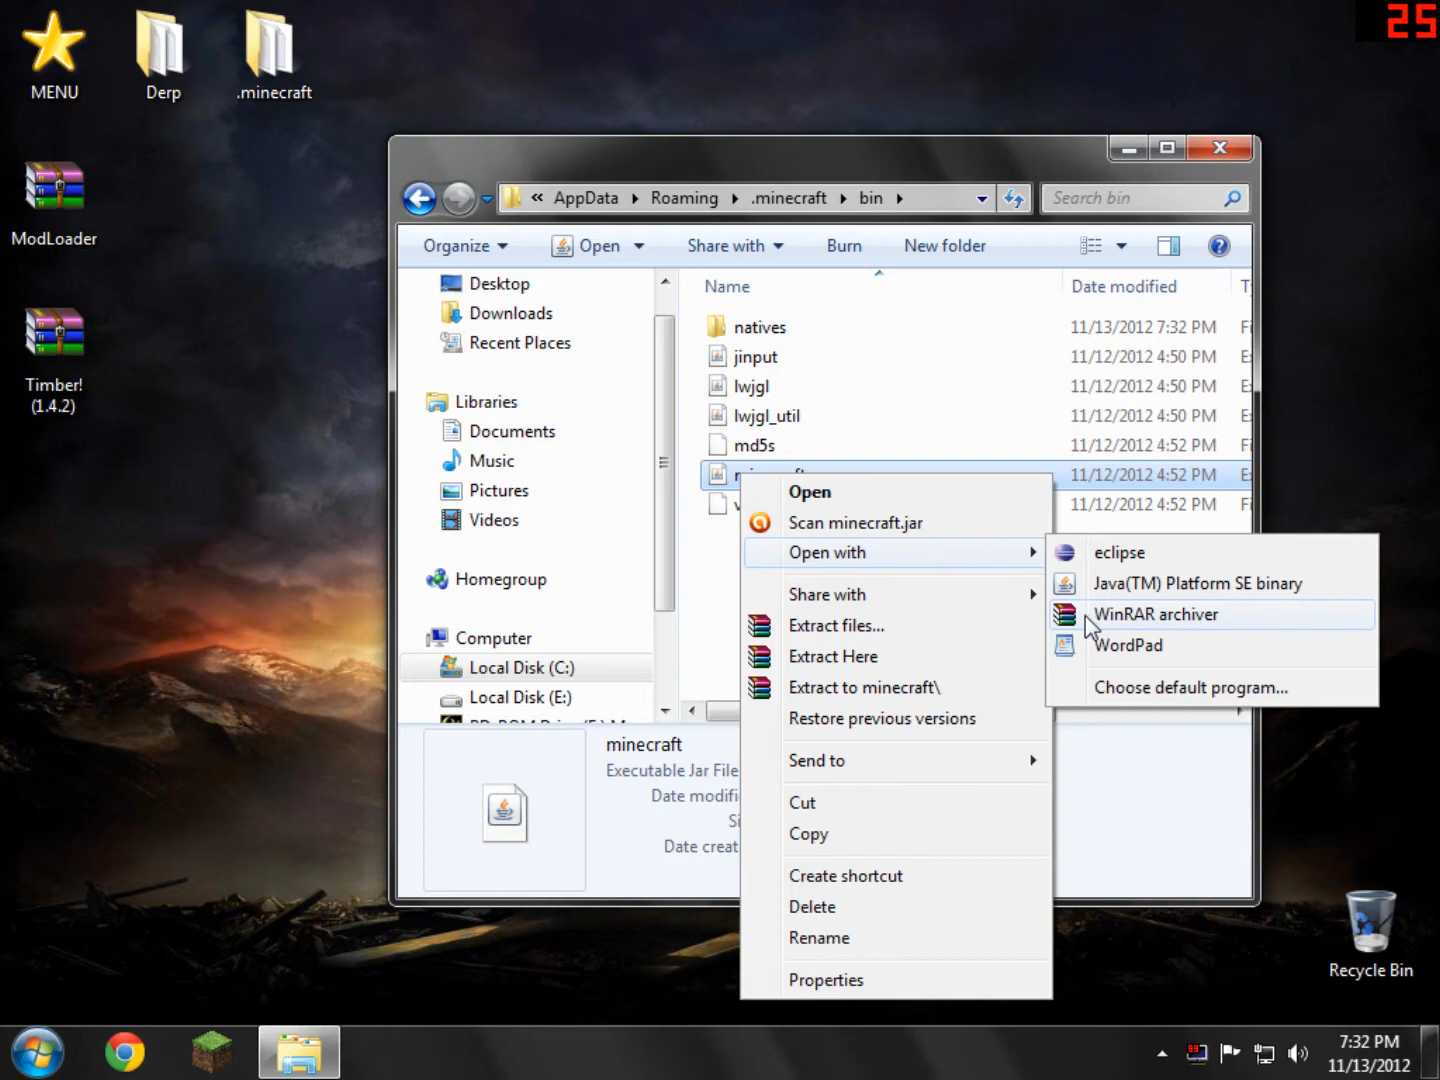 25
MENU
Derp
.minecraft
ModLoader
Timber!
(1.4.2)
« AppData Roaming .minecraft bin
Search bin
Organize Open Share with Burn New folder
Desktop
Downloads
Recent Places
Libraries
Documents
Music
Pictures
Videos
Homegroup
Computer
Local Disk (C:)
Local Disk (E:)
Name Date modified
natives 11/13/2012 7:32 PM Fi
jinput 11/12/2012 4:50 PM
lwjgl 11/12/2012 4:50 PM
lwjgl_util 11/12/2012 4:50 PM
md5s 11/12/2012 4:52 PM Fi
11/12/2012 4:52 PM
11/12/2012 4:52 PM Fi
Open
Scan minecraft.jar
Open with
Share with
Extract files...
Extract Here
Extract to minecraft\
Restore previous versions
Send to
Cut
Copy
Create shortcut
Delete
Rename
Properties
eclipse
Java(TM) Platform SE binary
WinRAR archiver
WordPad
Choose default program...
minecraft
Executable Jar File
Date modifi
Si
Date creat
Recycle Bin
7:32 PM
11/13/2012